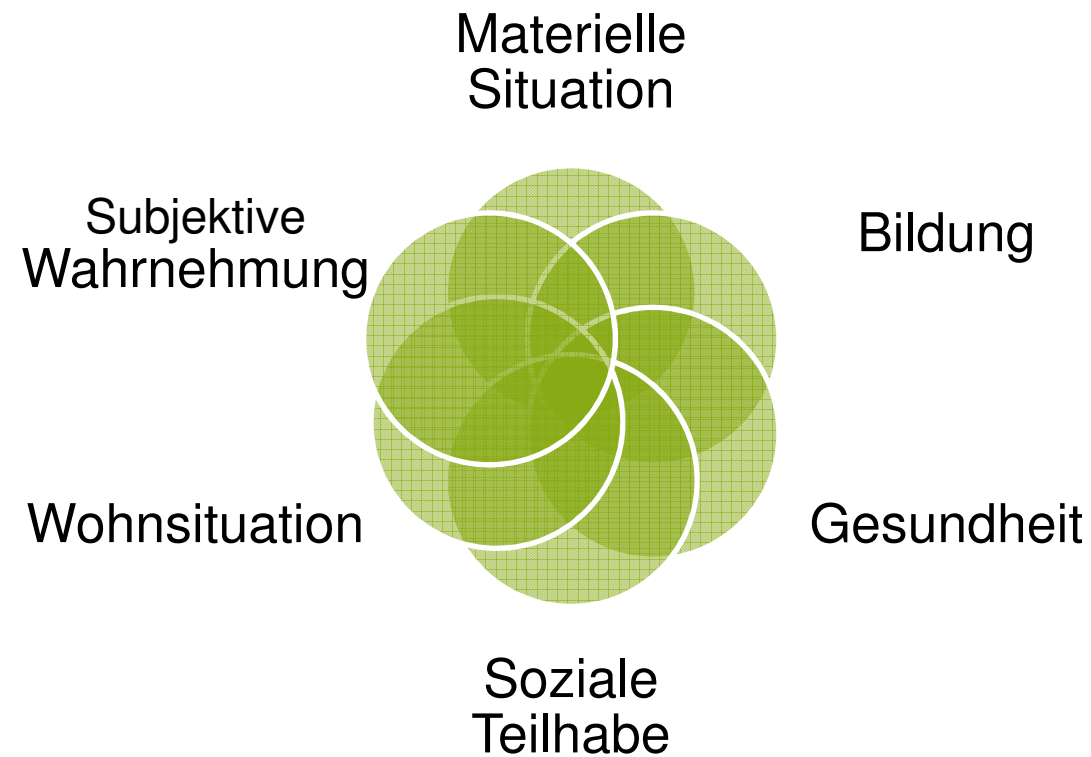 Materielle
Situation
Subjektive
Wahrnehmung
Bildung
Wohnsituation
Gesundheit
Soziale
Teilhabe